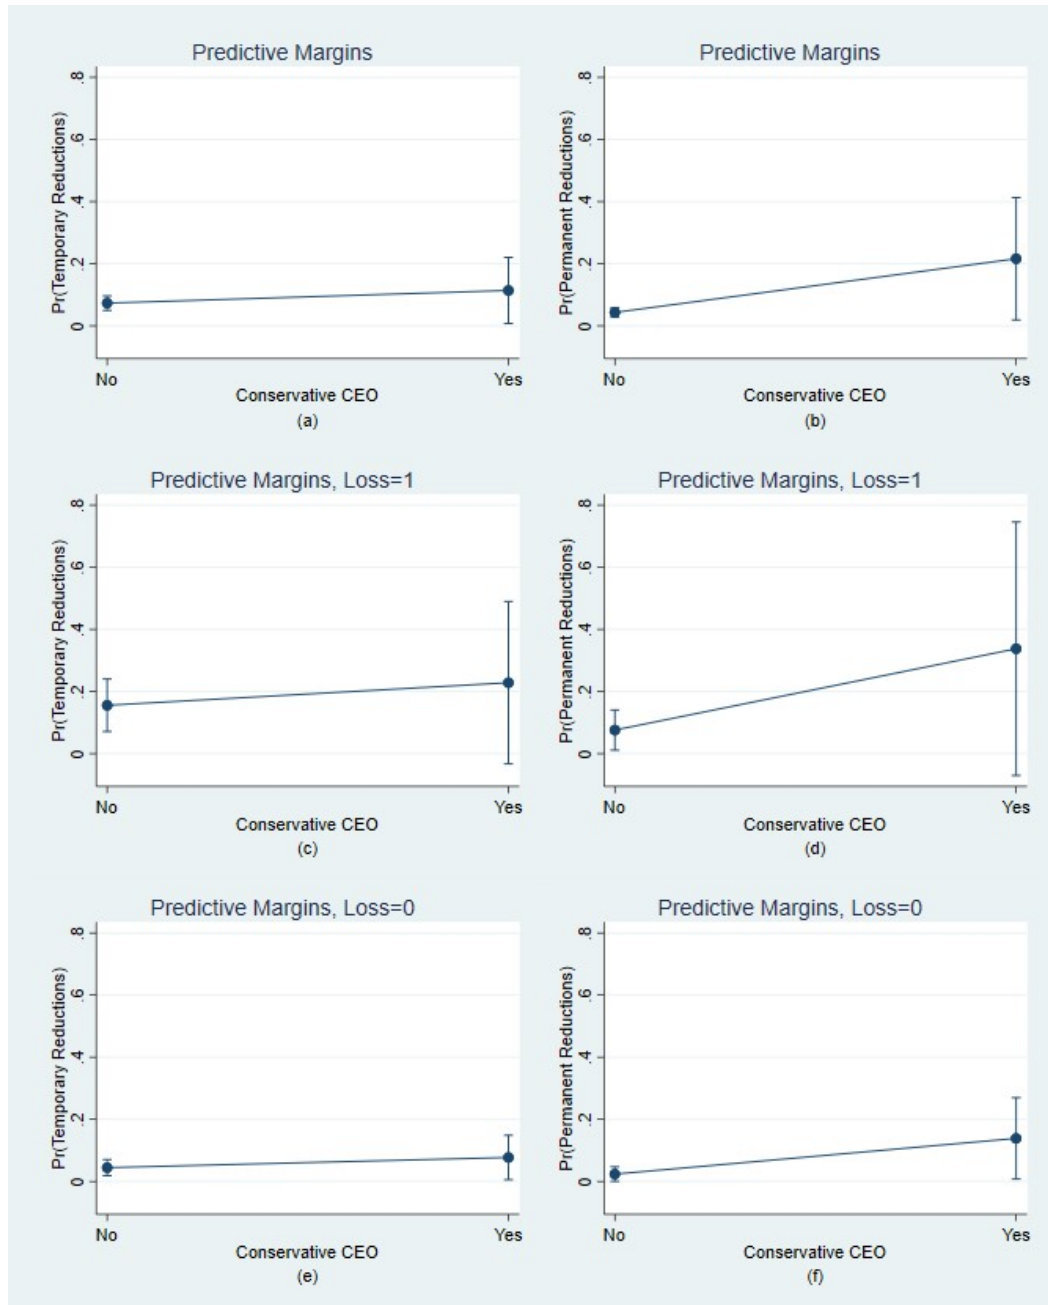 Predictive Margins
Pr(Temporary Reductions)
.8
.6
.4
.2
0
No
Yes
Conservative CEO
(a)
Predictive Margins
Pr(Permanent Reductions)
.8
.6
.4
.2
0
No
Yes
Conservative CEO
(b)
Predictive Margins, Loss=1
Pr(Temporary Reductions)
.8
.6
.4
.2
0
No
Yes
Conservative CEO
(c)
Predictive Margins, Loss=1
Pr(Permanent Reductions)
.8
.6
.4
.2
0
No
Yes
Conservative CEO
(d)
Predictive Margins, Loss=0
Pr(Temporary Reductions)
.8
.6
.4
.2
0
No
Yes
Conservative CEO
(e)
Predictive Margins, Loss=0
Pr(Permanent Reductions)
.8
.6
.4
.2
0
No
Yes
Conservative CEO
(f)